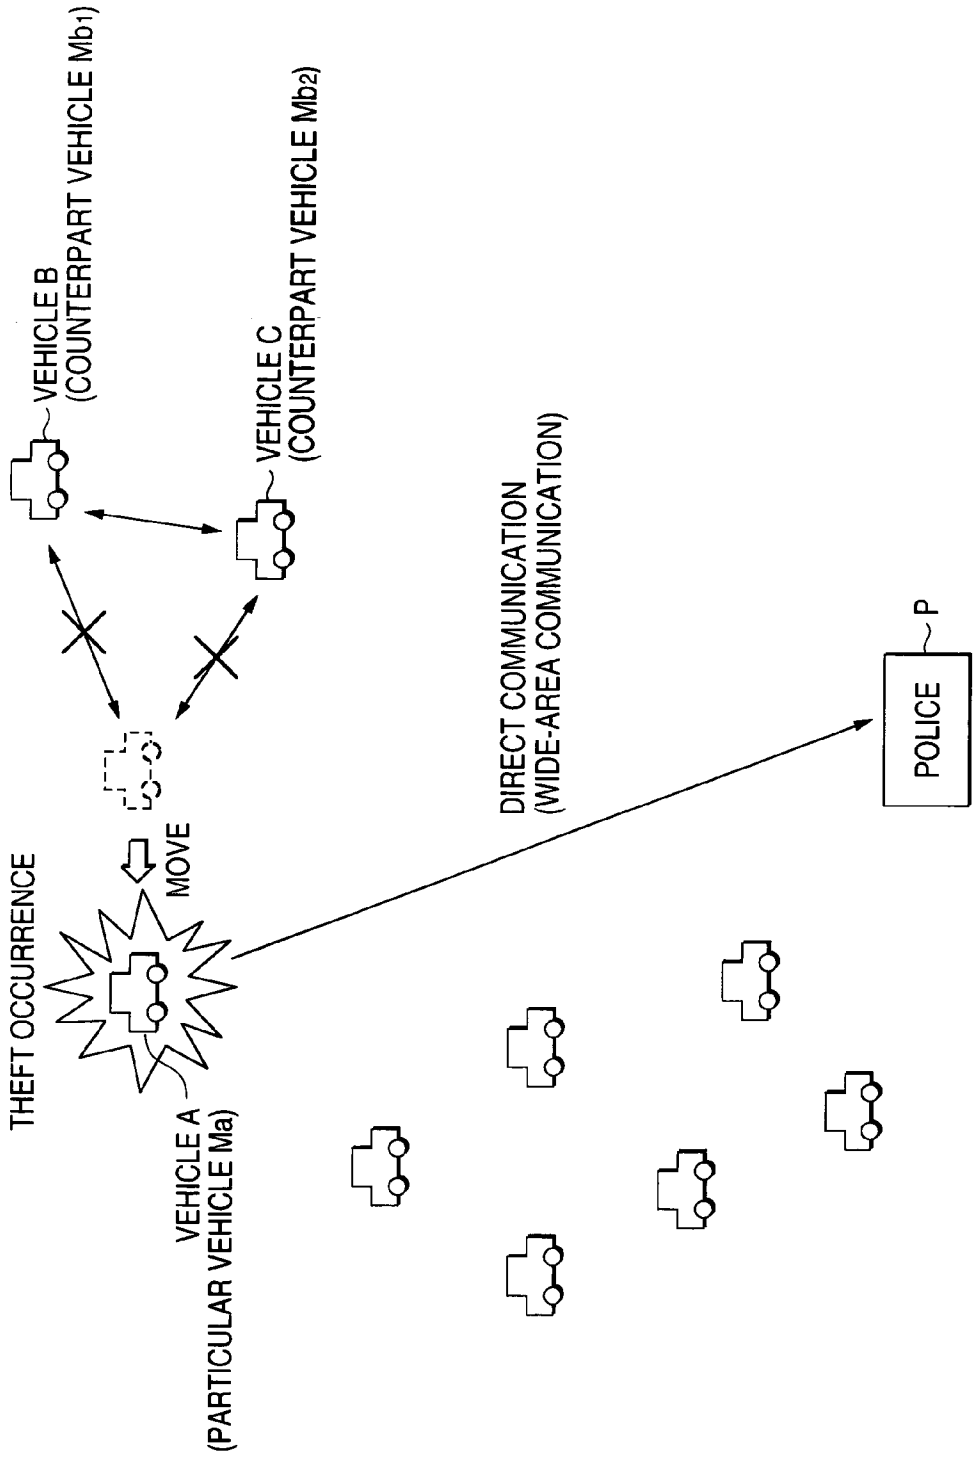 THEFT OCCURRENCE
VEHICLE A
(PARTICULAR VEHICLE Ma)
MOVE
VEHICLE B
(COUNTERPART VEHICLE Mb1)
VEHICLE C
(COUNTERPART VEHICLE Mb2)
DIRECT COMMUNICATION
(WIDE-AREA COMMUNICATION)
POLICE
P